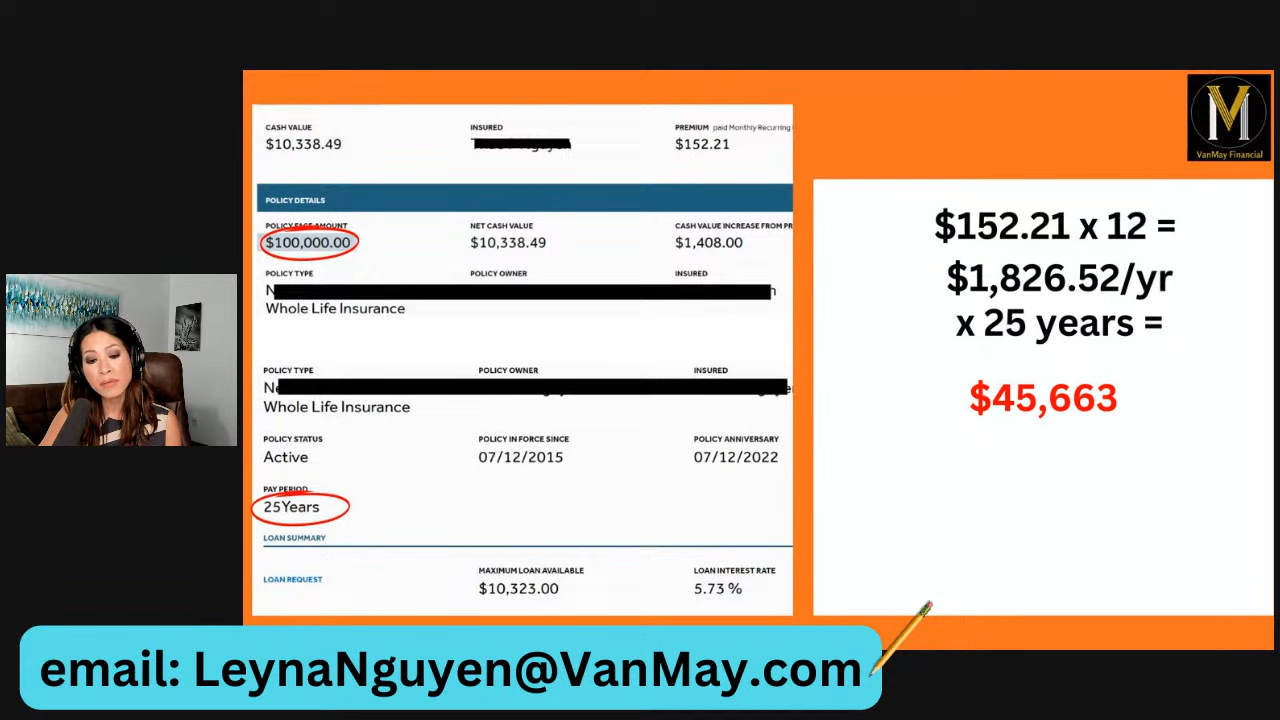 CASH VALUE
$10,338.49
INSURED
PREMIUM paid Monthly Recurring
$152.21
POLICY DETAILS
POLICY FACE AMOUNT
$100,000.00
NET CASH VALUE
$10,338.49
CASH VALUE INCREASE FROM PR
$1,408.00
POLICY TYPE
POLICY OWNER
INSURED
Whole Life Insurance
POLICY TYPE
POLICY OWNER
INSURED
Whole Life Insurance
POLICY STATUS
Active
POLICY IN FORCE SINCE
07/12/2015
POLICY ANNIVERSARY
07/12/2022
PAY PERIOD
25Years
LOAN SUMMARY
LOAN REQUEST
MAXIMUM LOAN AVAILABLE
$10,323.00
LOAN INTEREST RATE
5.73 %
VM
VanMay Financial
$152.21 x 12 =
$1,826.52/yr
x 25 years =
$45,663
email: LeynaNguyen@VanMay.com